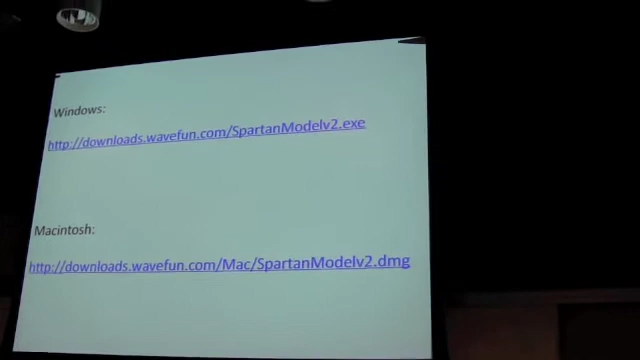 Windows:
http://downloads.wavefun.com/SpartanModelv2.exe
Macintosh:
http://downloads.wavefun.com/Mac/SpartanModelv2.dmg